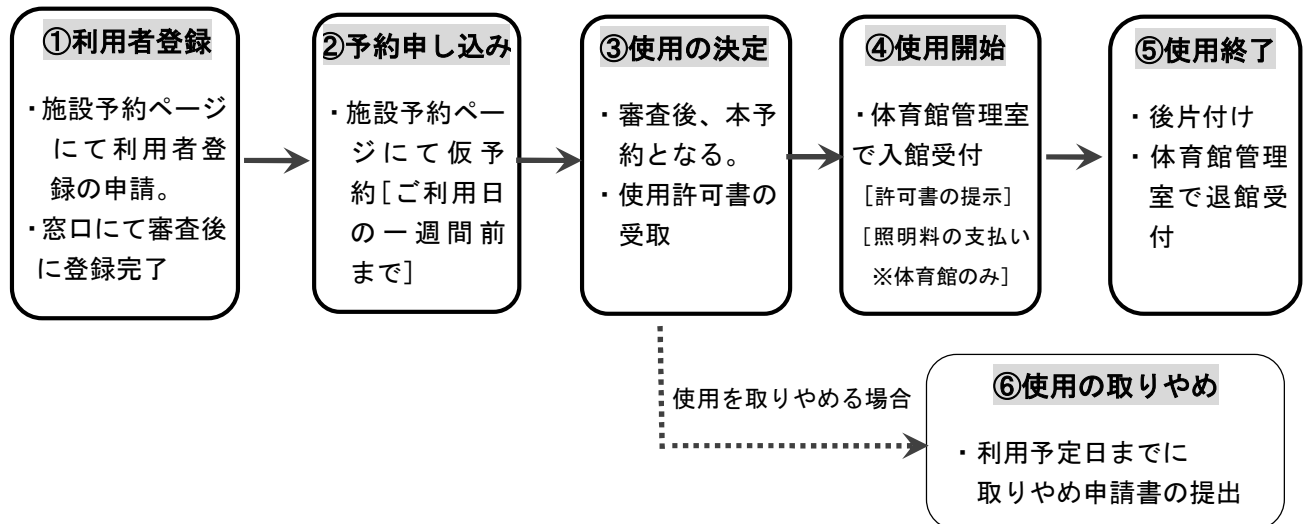 ①利用者登録
・施設予約ページ
にて利用者登
録の申請。
・窓口にて審査後
に登録完了
②予約申し込み
・施設予約ペー
ジにて仮予
約[ご利用日
の一週間前
まで]
③使用の決定
・審査後、本予
約となる。
・使用許可書の
受取
④使用開始
・体育館管理室
で入館受付
[許可書の提示]
[照明料の支払い
※体育館のみ]
⑤使用終了
・後片付け
・体育館管理
室で退館受
付
使用を取りやめる場合
⑥使用の取りやめ
・利用予定日までに
取りやめ申請書の提出